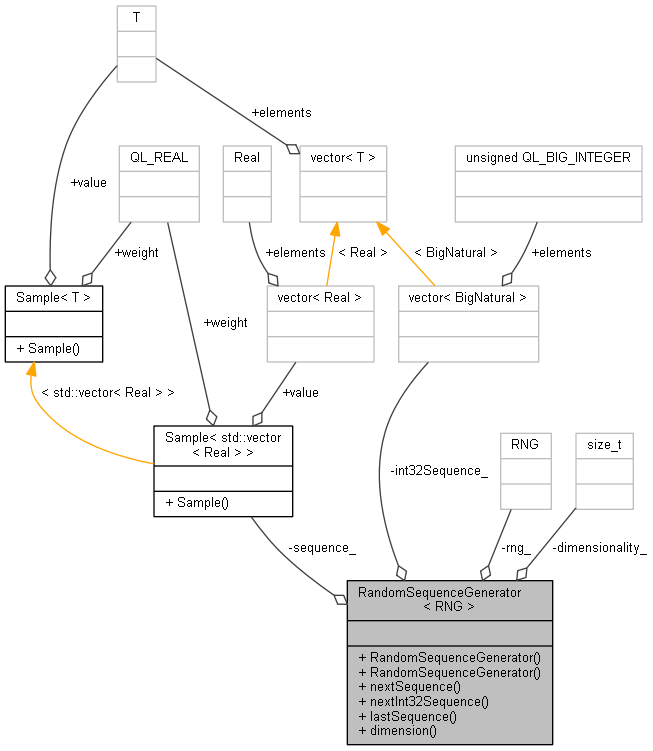 T
+elements
QL_REAL
Real
vector< T >
unsigned QL_BIG_INTEGER
+value
+weight
+elements
< Real >
< BigNatural >
+elements
Sample< T >
+ Sample()
vector< Real >
vector< BigNatural >
+weight
< std::vector< Real > >
+value
Sample< std::vector
< Real > >
+ Sample()
RNG
size_t
-int32Sequence_
-sequence_
-rng_
-dimensionality_
RandomSequenceGenerator
< RNG >
+ RandomSequenceGenerator()
+ RandomSequenceGenerator()
+ nextSequence()
+ nextInt32Sequence()
+ lastSequence()
+ dimension()